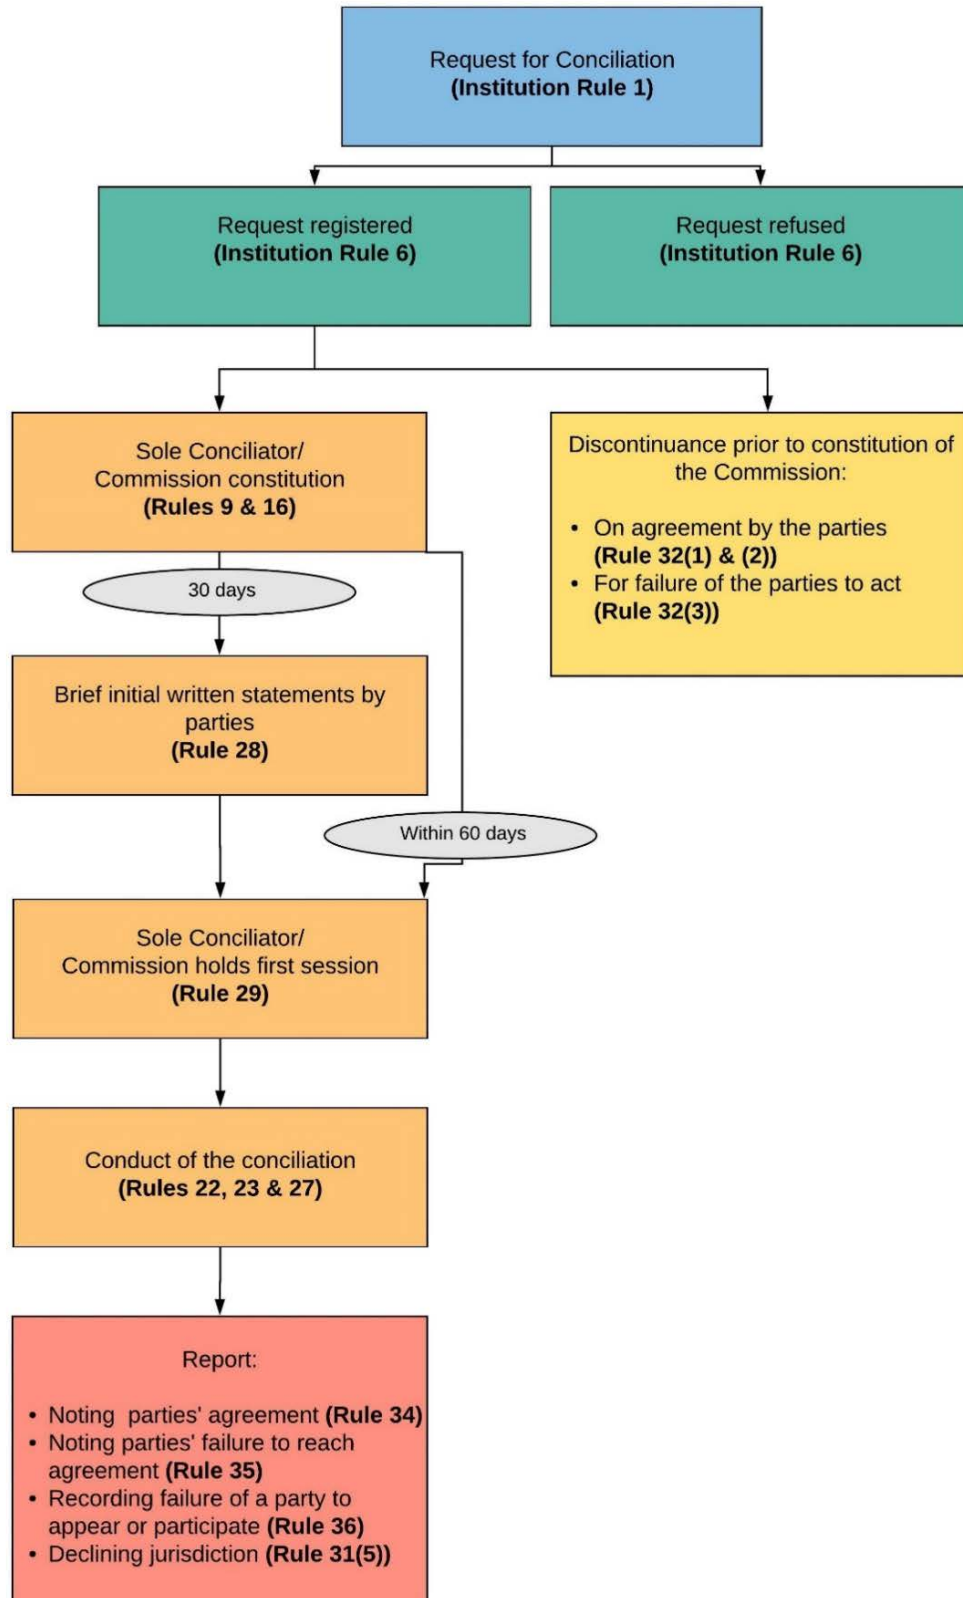 Request for Conciliation
(Institution Rule 1)
Request registered
(Institution Rule 6)
Request refused
(Institution Rule 6)
Sole Conciliator/
Commission constitution
(Rules 9 & 16)
Discontinuance prior to constitution of
the Commission:
• On agreement by the parties
(Rule 32(1) & (2))
• For failure of the parties to act
(Rule 32(3))
30 days
Brief initial written statements by
parties
(Rule 28)
Within 60 days
Sole Conciliator/
Commission holds first session
(Rule 29)
Conduct of the conciliation
(Rules 22, 23 & 27)
Report:
• Noting parties' agreement (Rule 34)
• Noting parties' failure to reach
agreement (Rule 35)
• Recording failure of a party to
appear or participate (Rule 36)
• Declining jurisdiction (Rule 31(5))